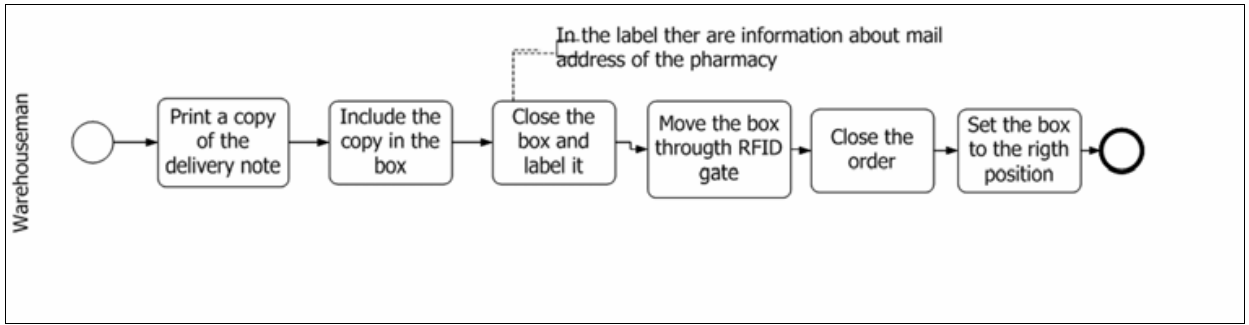 In the label ther are information about mail
address of the pharmacy
Warehouseman
Print a copy
of the
delivery note
Include the
copy in the
box
Close the
box and
label it
Move the box
throurgh RFID
gate
Close the
order
Set the box
to the rigth
position